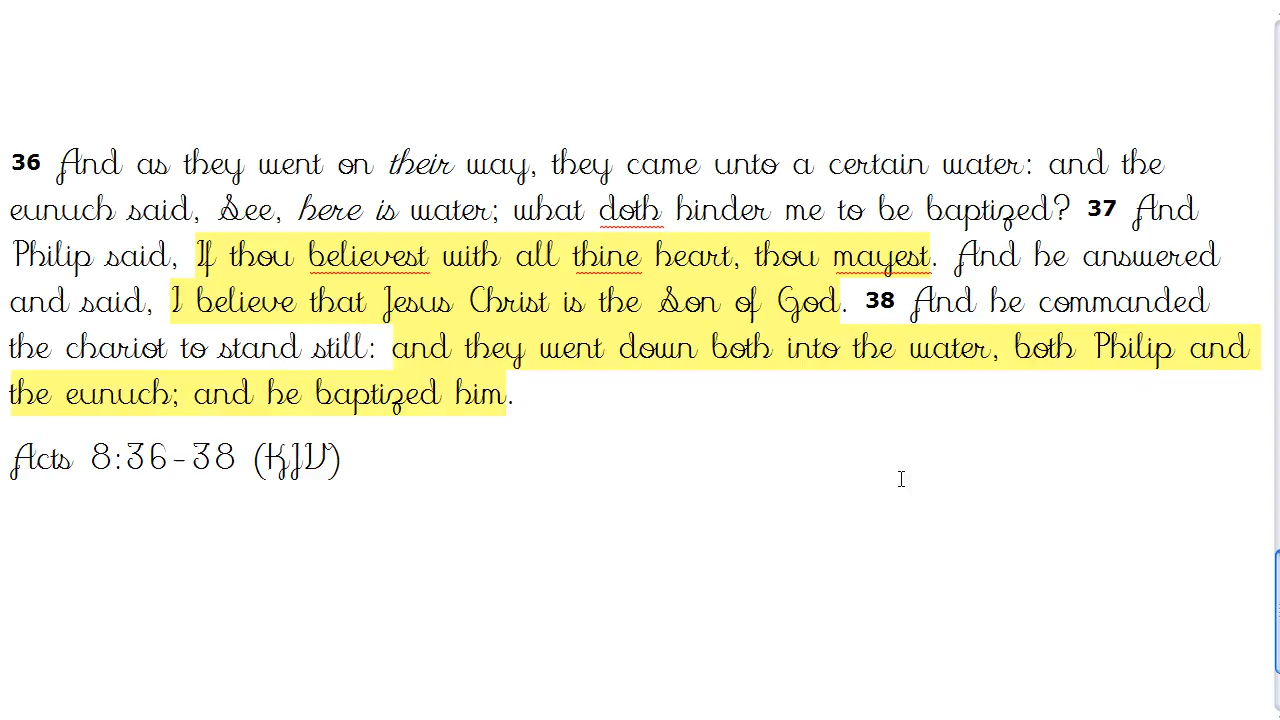 36 And as they went on their way, they came unto a certain water: and the
eunuch said, See, here is water; what doth hinder me to be baptized? 37 And
Philip said, If thou believest with all thine heart, thou mayest. And he answered
and said, I believe that Jesus Christ is the Son of God. 38 And he commanded
the chariot to stand still: and they went down both into the water, both Philip and
the eunuch; and he baptized him.
Acts 8:36-38 (KJV)